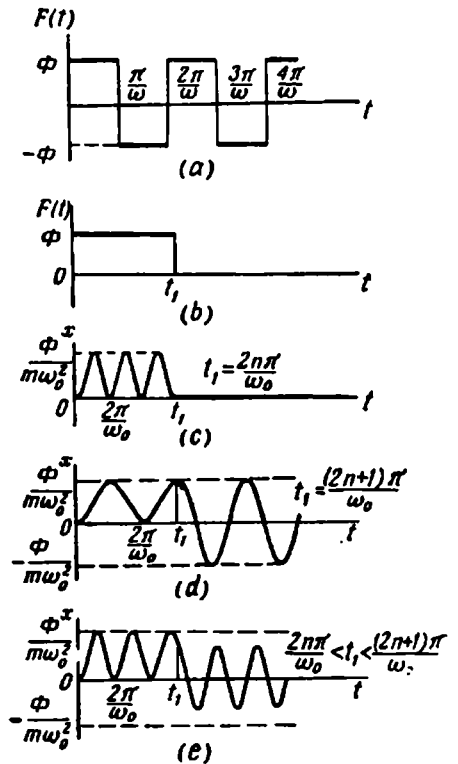 F(t)
Φ
π/ω 2π/ω 3π/ω 4π/ω
t
-Φ
(a)
F(t)
Φ
0
t₁
t
(b)
x
Φ/mω₀²
t₁ = 2nπ/ω₀
0
2π/ω₀
t₁
t
(c)
x
Φ/mω₀²
t₁ = (2n+1)π/ω₀
0
2π/ω₀
t₁
t
-Φ/mω₀²
(d)
x
Φ/mω₀²
2nπ/ω₀ < t₁ < (2n+1)π/ω
0
2π/ω₀
t₁
t
-Φ/mω₀²
(e)